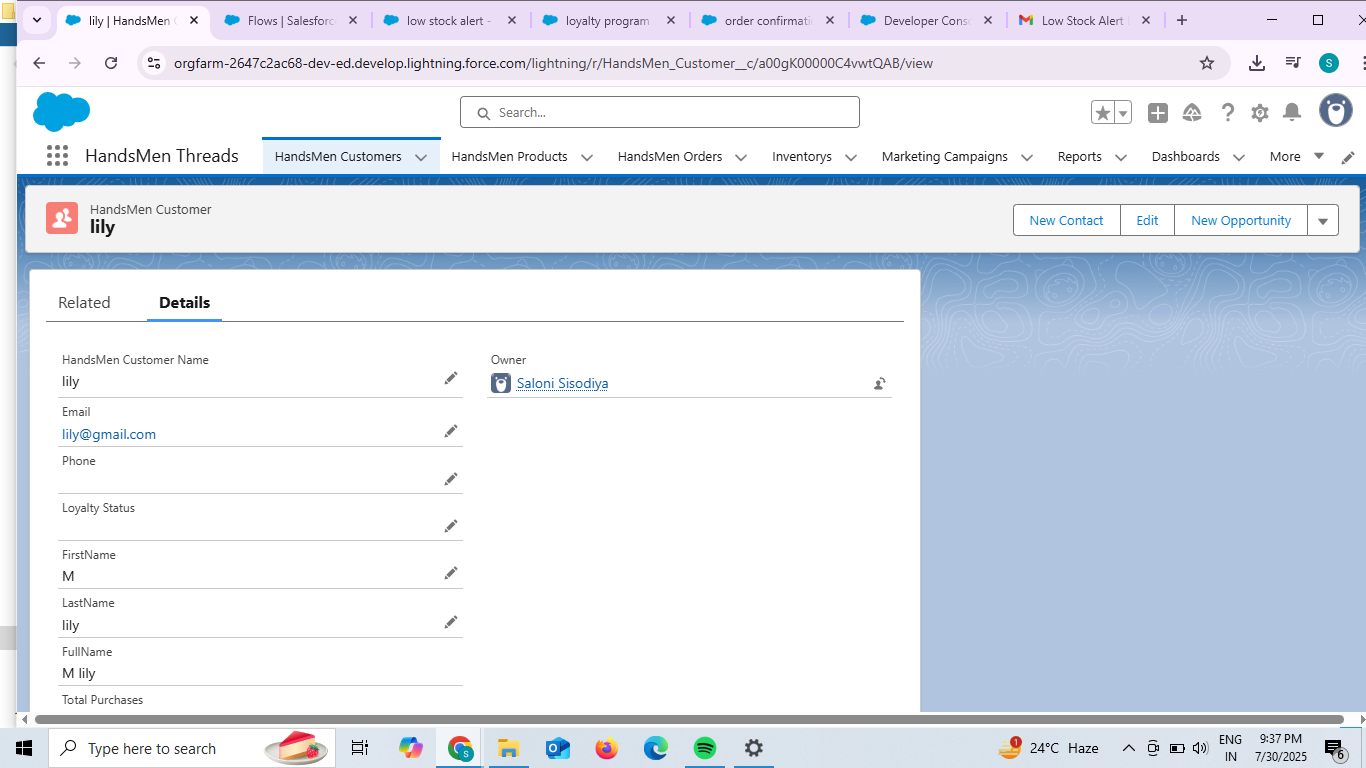 lily | HandsMen C
Flows | Salesforc
low stock alert -
loyalty program
order confirmati
Developer Cons
Low Stock Alert
orgfarm-2647c2ac68-dev-ed.develop.lightning.force.com/lightning/r/HandsMen_Customer__c/a00gK00000C4vwtQAB/view
S
Search...
HandsMen Threads
HandsMen Customers
HandsMen Products
HandsMen Orders
Inventorys
Marketing Campaigns
Reports
Dashboards
More
HandsMen Customer
lily
New Contact
Edit
New Opportunity
Related
Details
HandsMen Customer Name
lily
Owner
Saloni Sisodiya
Email
lily@gmail.com
Phone
Loyalty Status
FirstName
M
LastName
lily
FullName
M lily
Total Purchases
Type here to search
S
1
24°C Haze
ENG
IN
9:37 PM
7/30/2025
6